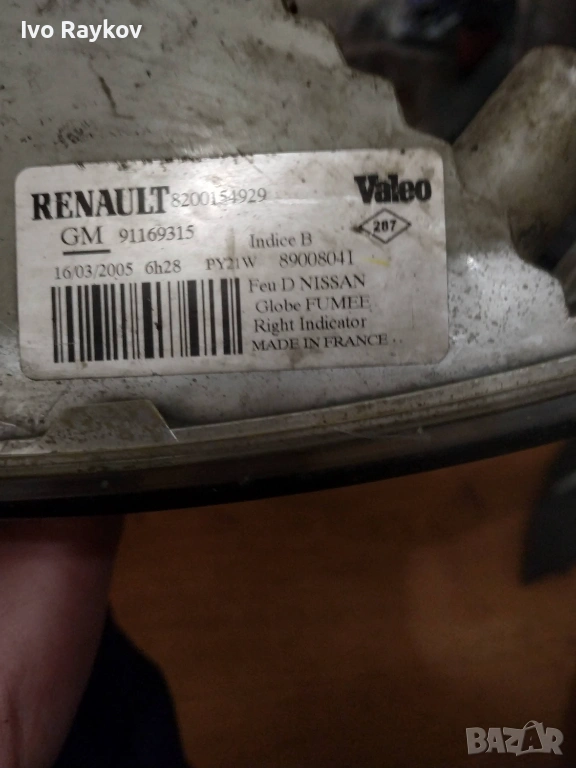 Ivo Raykov
RENAULT 8200154929 Valeo
GM 91169315 Indice B 287
16/03/2005 6h28 PY21W 89008041
Feu D NISSAN
Globe FUMEE
Right Indicator
MADE IN FRANCE . .
BAZAR